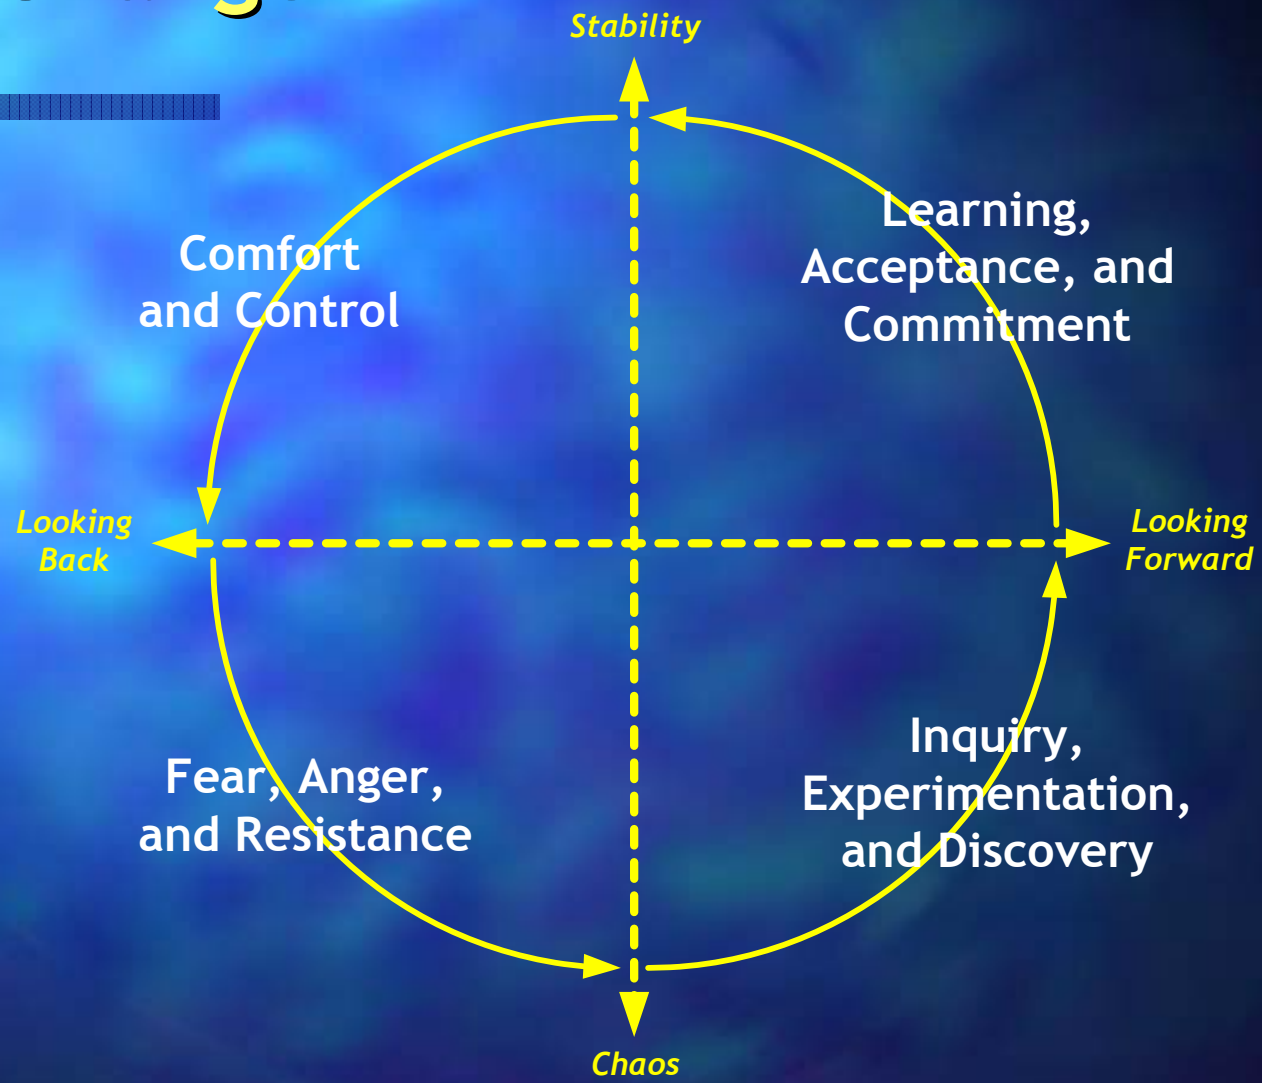 Stability
Comfort
and Control
Learning,
Acceptance, and
Commitment
Looking
Back
Looking
Forward
Fear, Anger,
and Resistance
Inquiry,
Experimentation,
and Discovery
Chaos